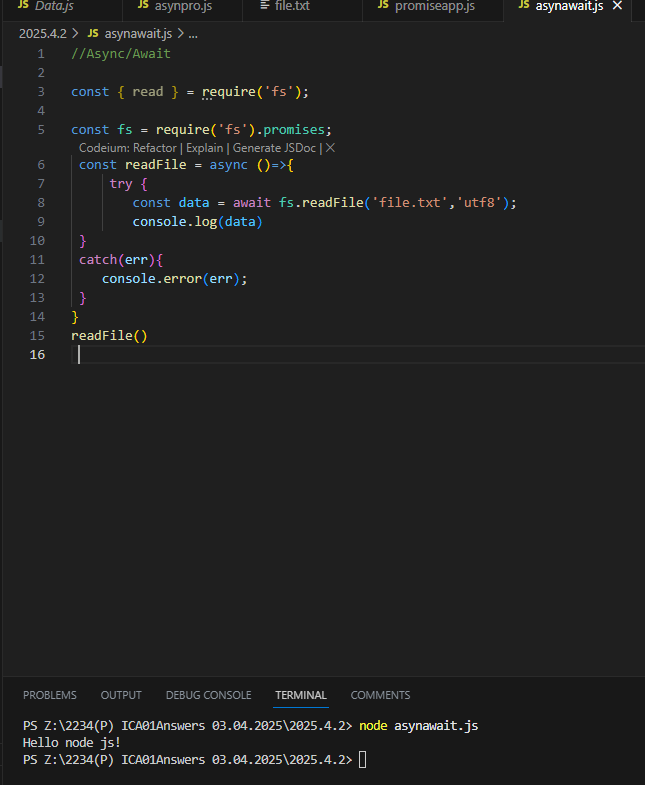 JS Data.js JS asynpro.js file.txt JS promiseapp.js JS asynawait.js ×
2025.4.2 > JS asynawait.js > ...
1 //Async/Await
2
3 const { read } = require('fs');
4
5 const fs = require('fs').promises;
Codeium: Refactor | Explain | Generate JSDoc | ×
6 const readFile = async ()=>{
7 try {
8 const data = await fs.readFile('file.txt','utf8');
9 console.log(data)
10 }
11 catch(err){
12 console.error(err);
13 }
14 }
15 readFile()
16
PROBLEMS OUTPUT DEBUG CONSOLE TERMINAL COMMENTS
PS Z:\2234(P) ICA01Answers 03.04.2025\2025.4.2> node asynawait.js
Hello node js!
PS Z:\2234(P) ICA01Answers 03.04.2025\2025.4.2>